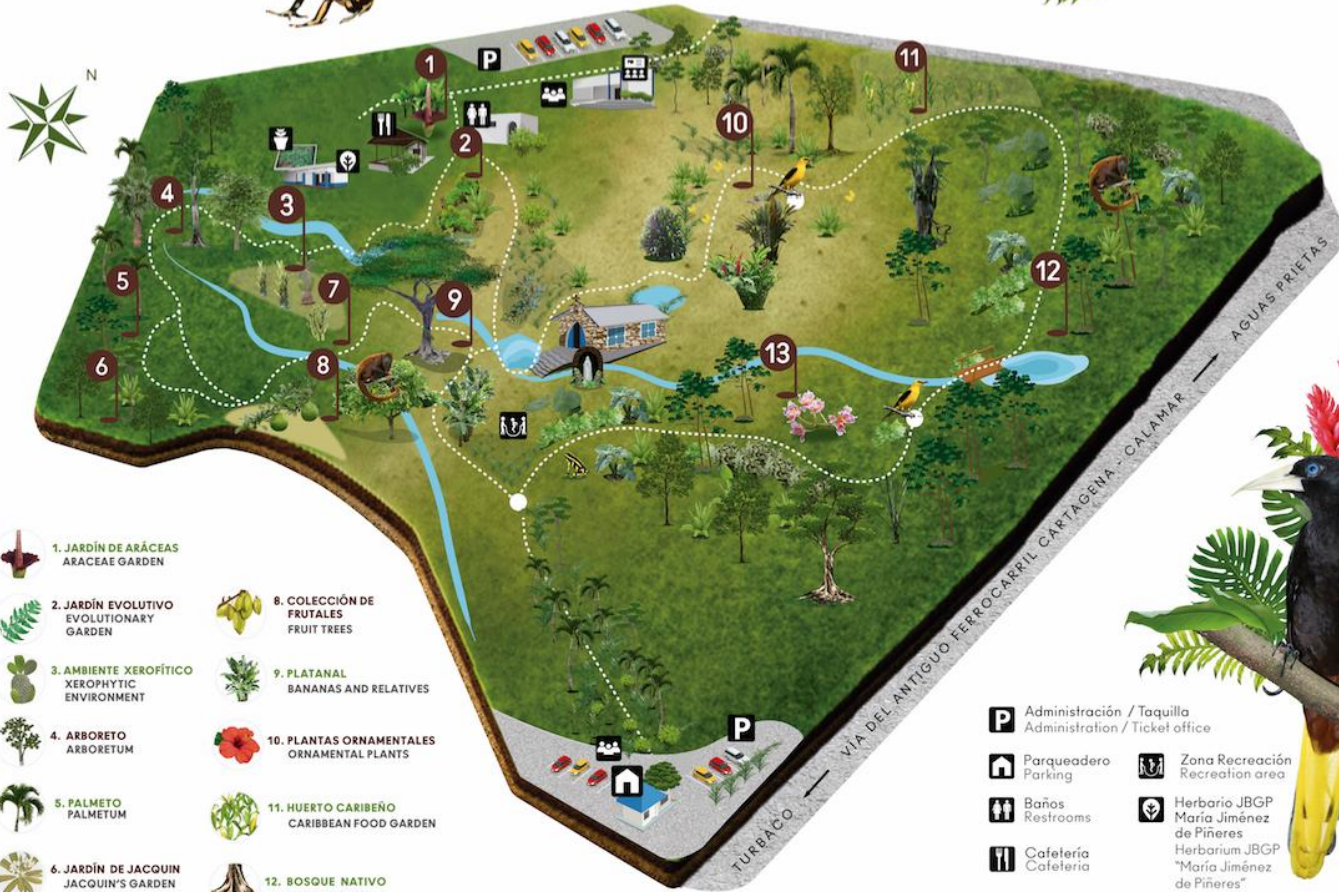 N
P
1
11
10
2
4
3
5
7
9
12
6
8
13
AGUAS PRIETAS
VÍA DEL ANTIGUO FERROCARRIL CARTAGENA - CALAMAR
TURBACO
P
1. JARDÍN DE ARÁCEAS
ARACEAE GARDEN
2. JARDÍN EVOLUTIVO
EVOLUTIONARY
GARDEN
3. AMBIENTE XEROFÍTICO
XEROPHYTIC
ENVIRONMENT
4. ARBORETO
ARBORETUM
5. PALMETO
PALMETUM
6. JARDÍN DE JACQUIN
JACQUIN'S GARDEN
8. COLECCIÓN DE
FRUTALES
FRUIT TREES
9. PLATANAL
BANANAS AND RELATIVES
10. PLANTAS ORNAMENTALES
ORNAMENTAL PLANTS
11. HUERTO CARIBEÑO
CARIBBEAN FOOD GARDEN
12. BOSQUE NATIVO
P
Administración / Taquilla
Administration / Ticket office
Parqueadero
Parking
Baños
Restrooms
Cafetería
Cafeteria
Zona Recreación
Recreation area
Herbario JBGP
María Jiménez
de Piñeres
Herbarium JBGP
"María Jiménez
de Piñeres"